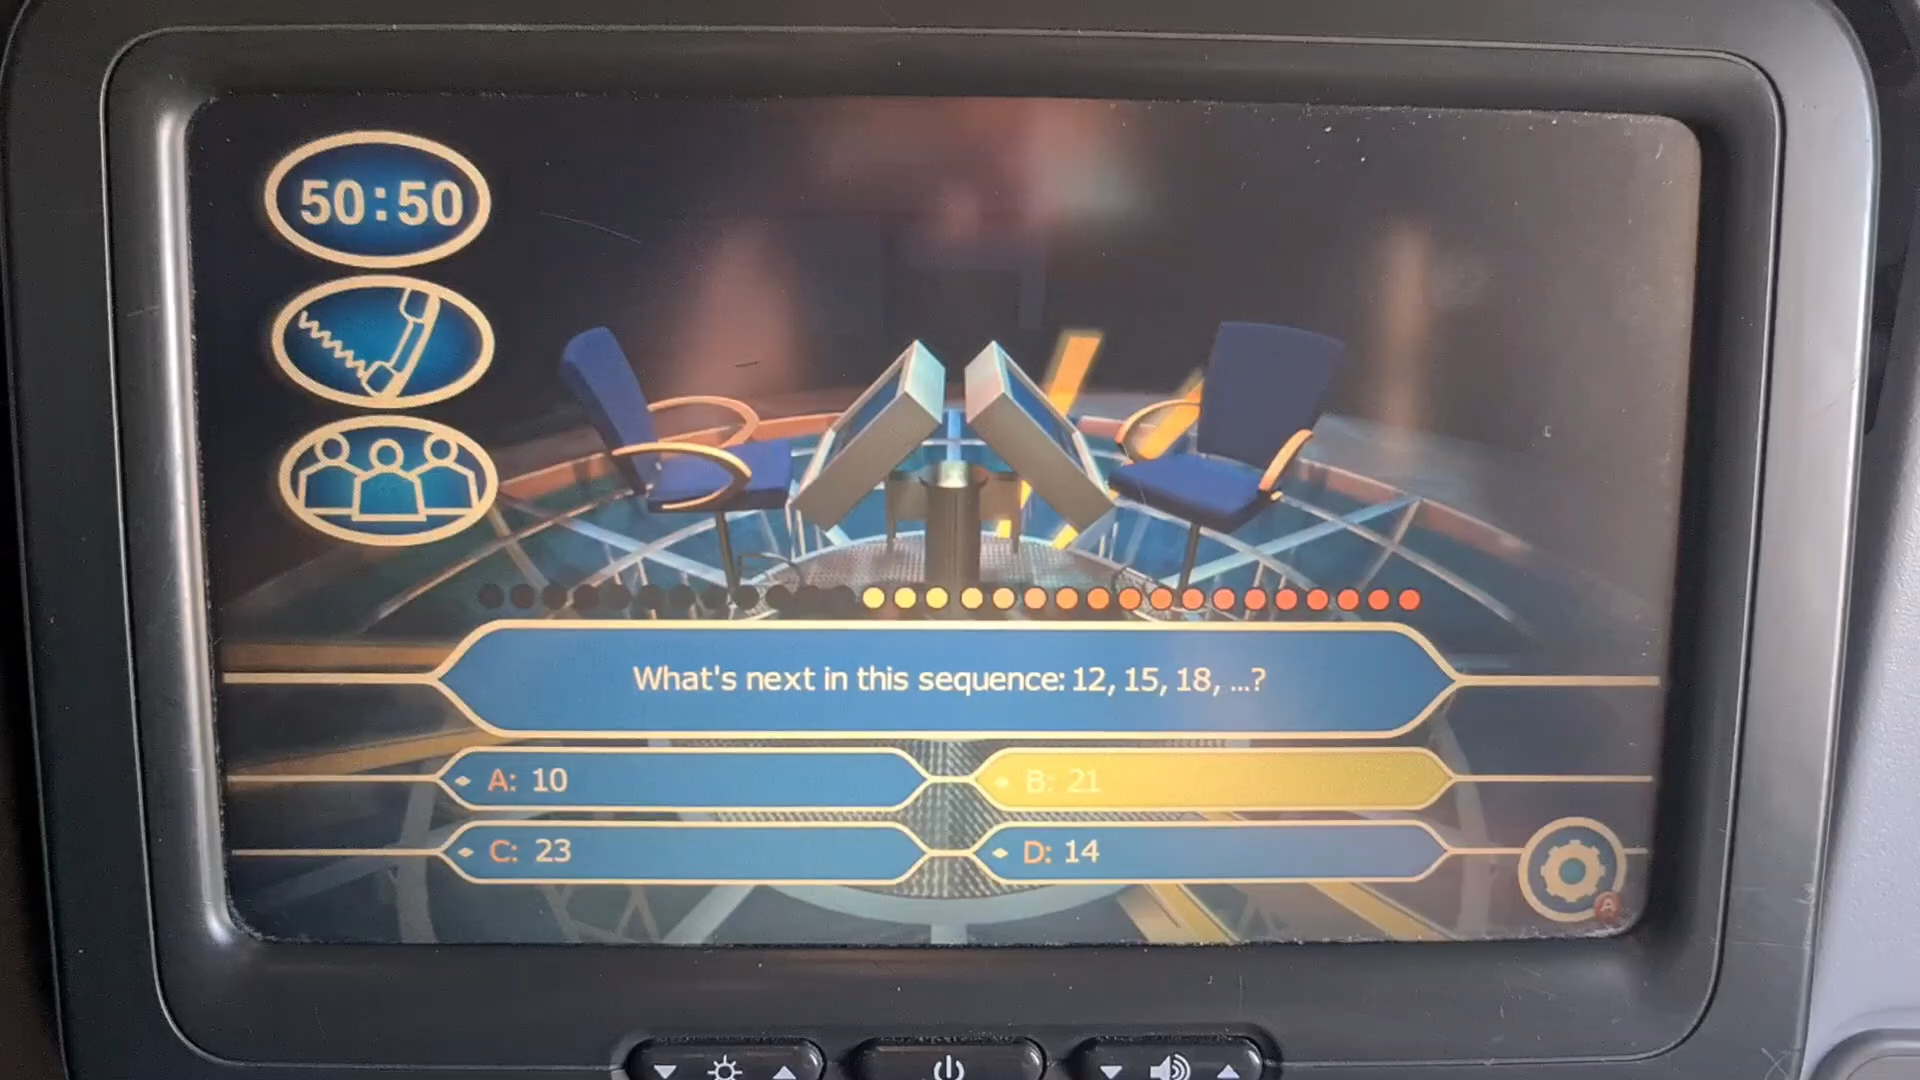 50:50
What's next in this sequence: 12, 15, 18, ...?
A: 10
B: 21
C: 23
D: 14
A